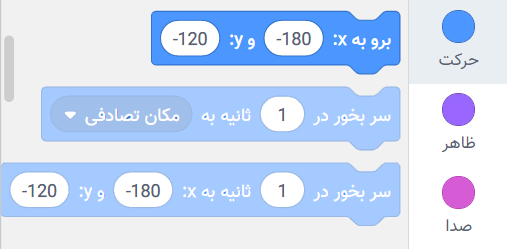 برو به x: -180 و y: -120
حرکت
سر بخور در 1 ثانیه به مکان تصادفی
ظاهر
سر بخور در 1 ثانیه به x: -180 و y: -120
صدا